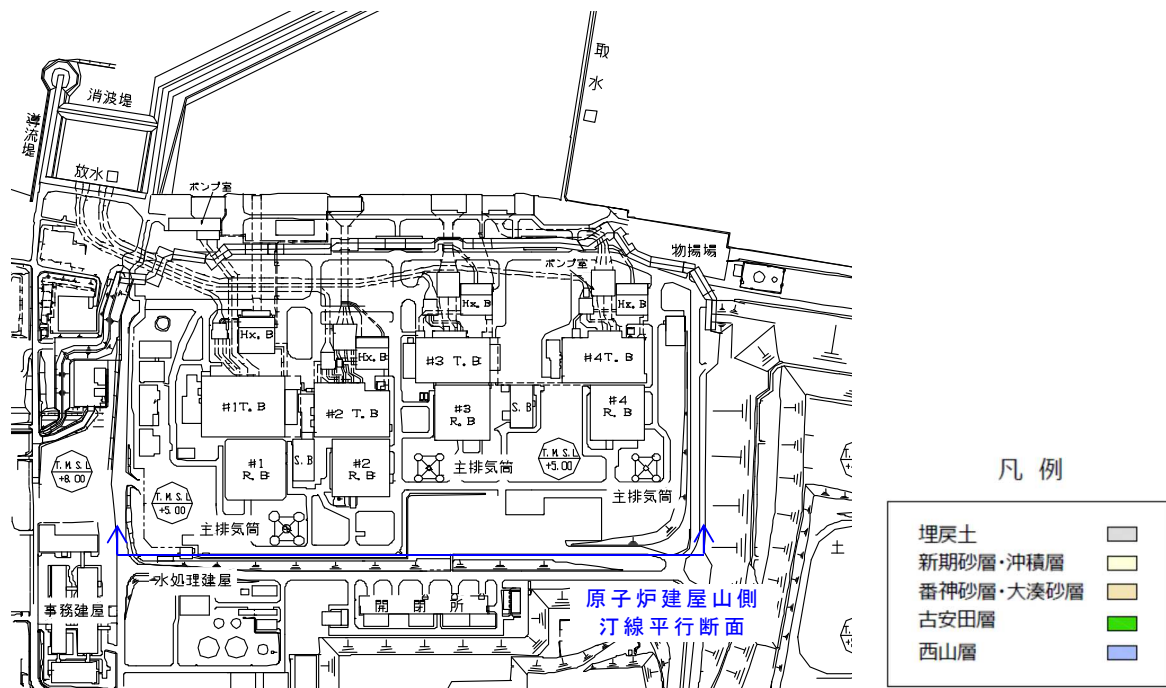 取水口
消波堤
導流堤
放水口
ポンプ室
物揚場
ポンプ室
Hx. B
Hx. B
Hx. B
Hx. B
#3 T. B
#4 T. B
#1 T. B
#2 T. B
#3
R. B
S. B
#4
R. B
#1
R. B
S. B
#2
R. B
T. M. S. L
+8.00
T. M. S. L
+5.00
T. M. S. L
+5.00
主排気筒
主排気筒
主排気筒
水処理建屋
事務建屋
開閉所
土
原子炉建屋山側
汀線平行断面
凡例
埋戻土
新期砂層・沖積層
番神砂層・大湊砂層
古安田層
西山層